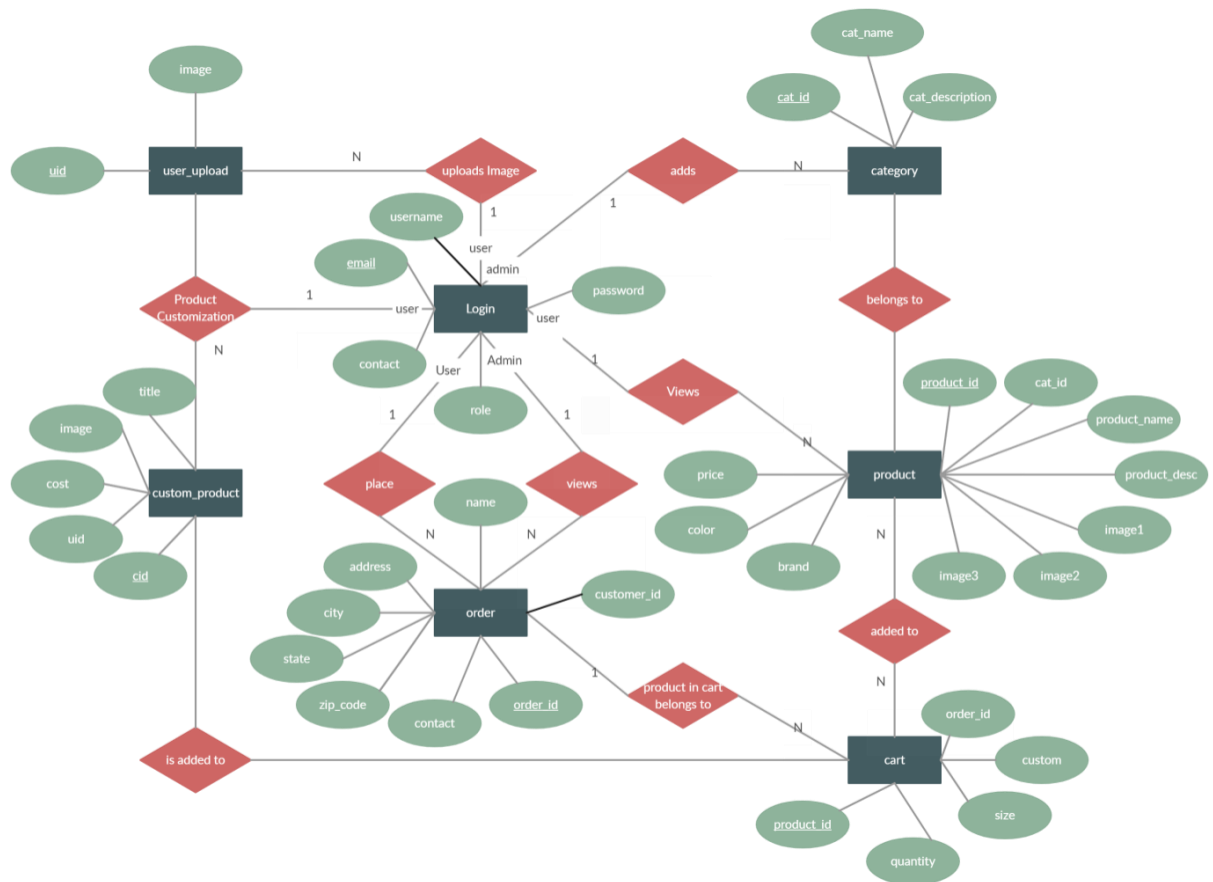 cat_name
image
cat_id
cat_description
N
uid
user_upload
uploads Image
adds
N
category
1
1
username
user
email
admin
password
Product
Customization
1
user
Login
user
belongs to
N
contact
User
Admin
1
title
role
Views
product_id
cat_id
image
1
1
product_name
N
cost
custom_product
place
name
views
price
product
product_desc
uid
N
N
color
N
image1
cid
address
brand
image3
image2
customer_id
city
order
added to
state
1
product in cart
belongs to
N
zip_code
contact
order_id
order_id
N
is added to
cart
custom
product_id
size
quantity